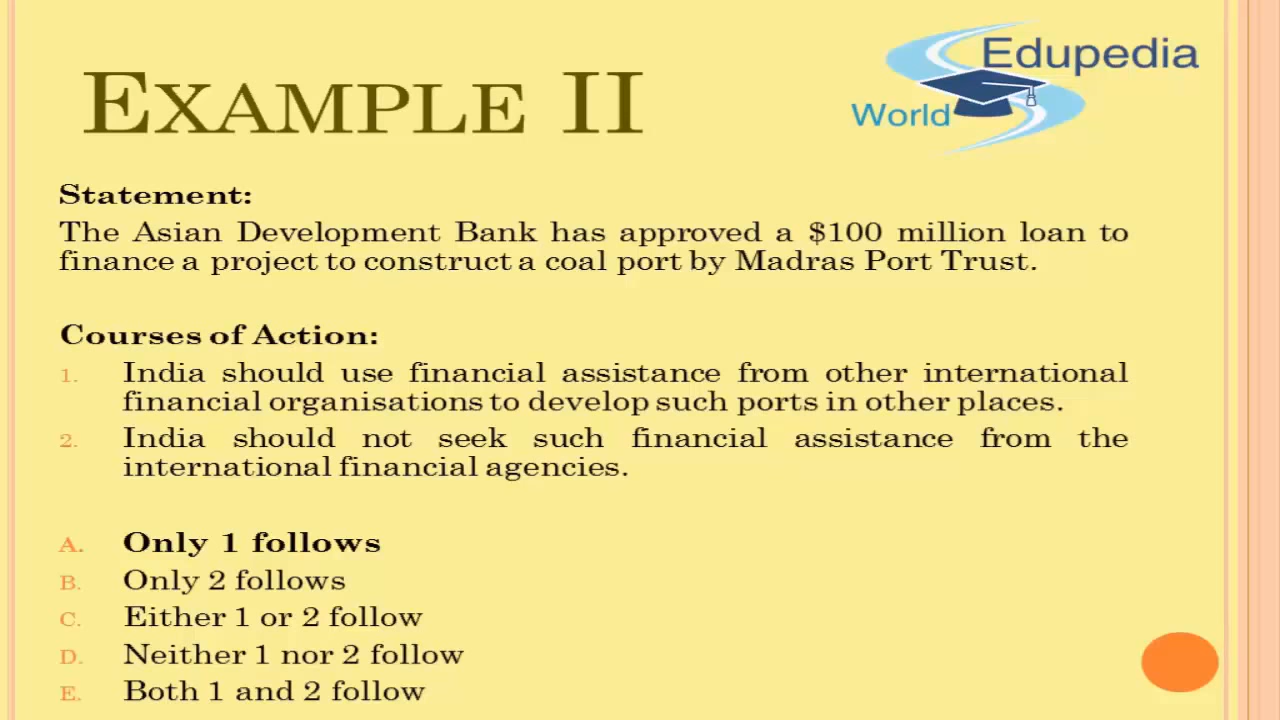 EXAMPLE II
Edupedia
World
Statement:
The Asian Development Bank has approved a $100 million loan to
finance a project to construct a coal port by Madras Port Trust.
Courses of Action:
1. India should use financial assistance from other international
financial organisations to develop such ports in other places.
2. India should not seek such financial assistance from the
international financial agencies.
A. Only 1 follows
B. Only 2 follows
C. Either 1 or 2 follow
D. Neither 1 nor 2 follow
E. Both 1 and 2 follow